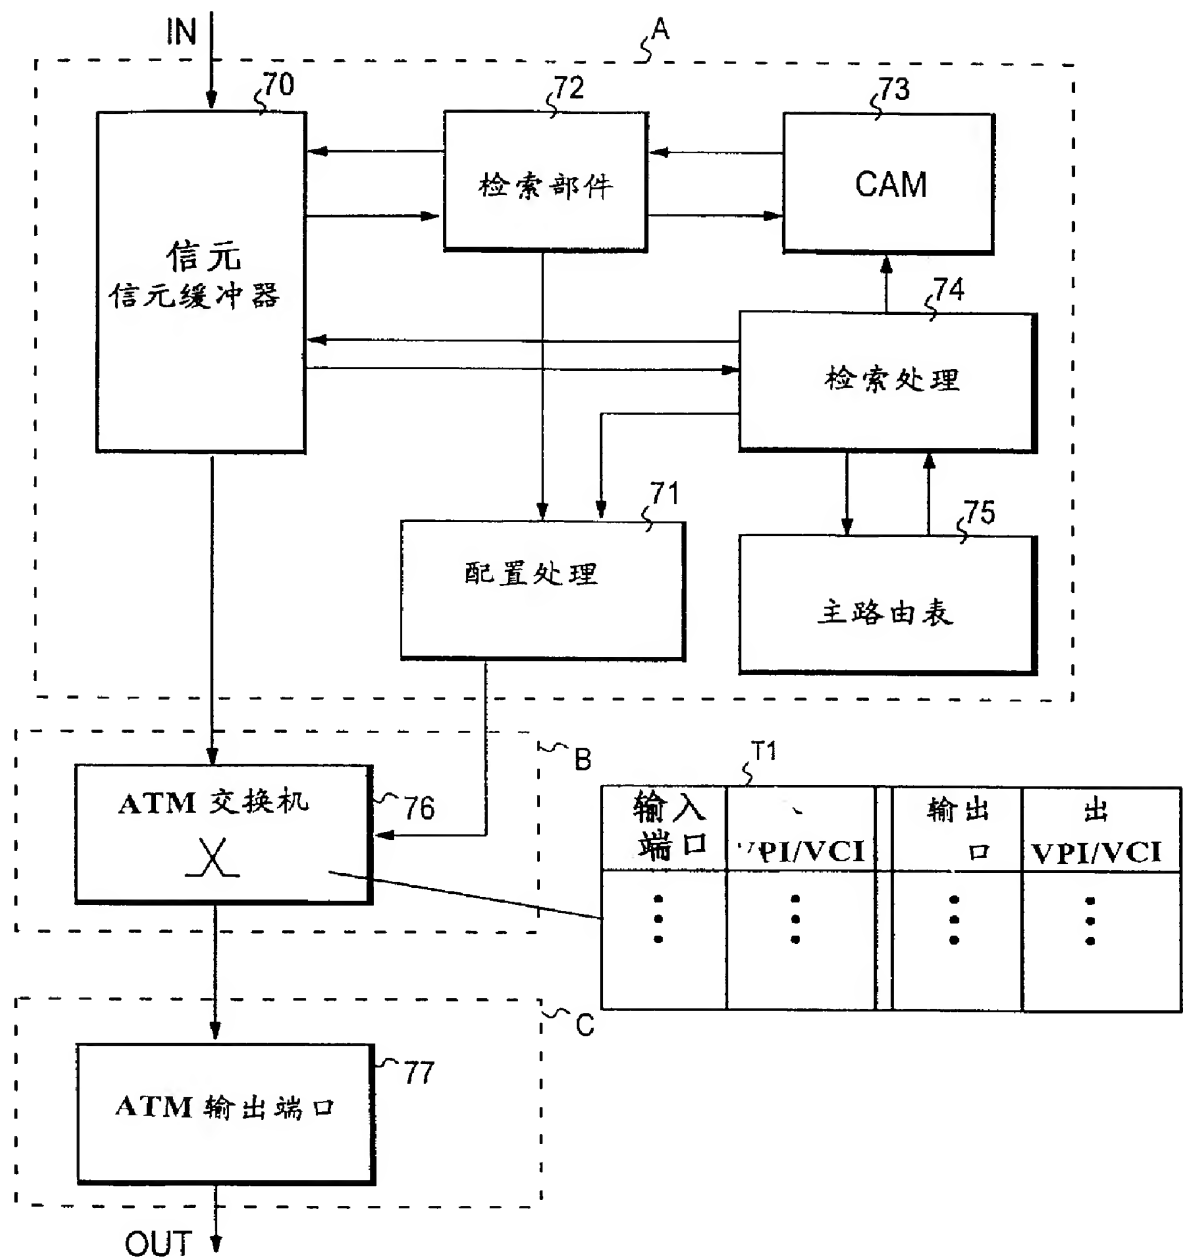 IN
A
70
72
73
检索部件
CAM
信元
信元缓冲器
74
检索处理
71
75
配置处理
主路由表
B
T1
ATM 交换机
76
输入
端口
VPI/VCI
输出
口
出
VPI/VCI
C
77
ATM 输出端口
OUT